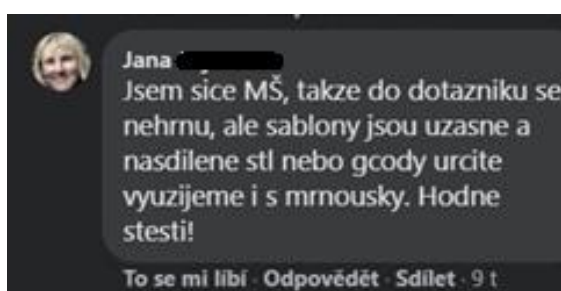 Jana
Jsem sice MŠ, takze do dotazniku se
nehrnu, ale sablony jsou uzasne a
nasdilene stl nebo gcody urcite
vyuzijeme i s mrnousky. Hodne
stesti!
To se mi líbí · Odpovědět · Sdílet · 9 t